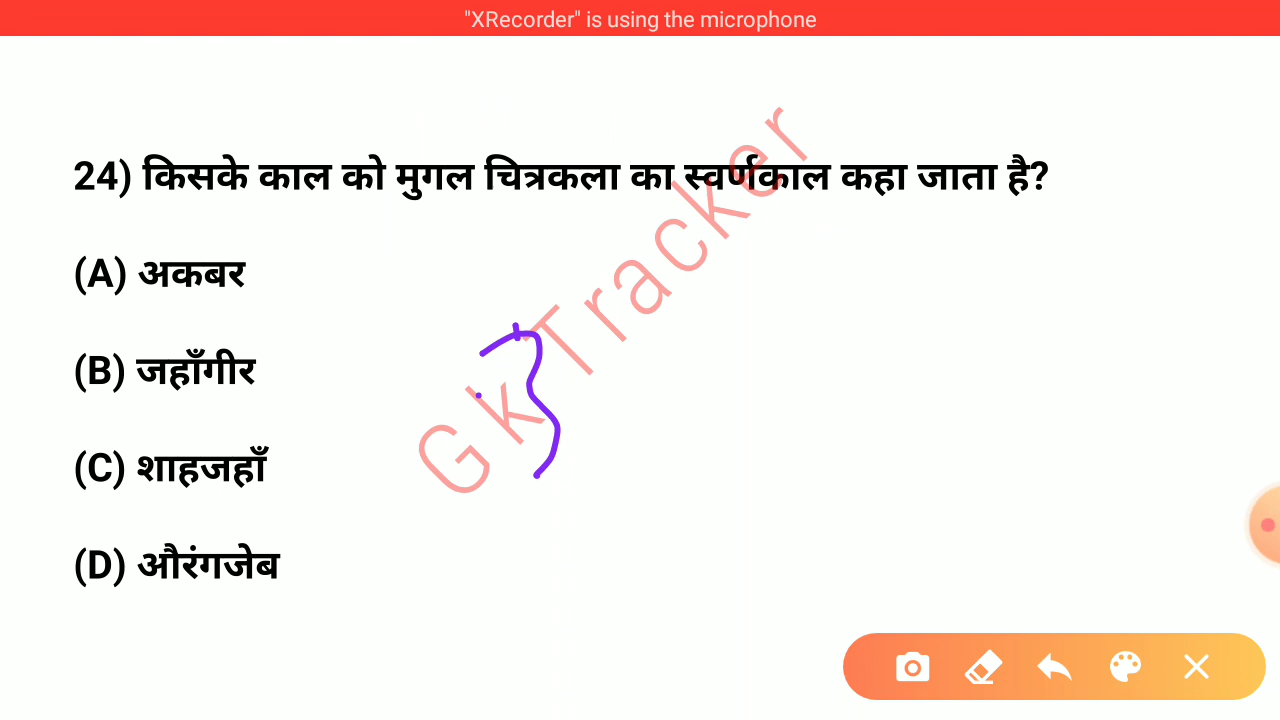 "XRecorder" is using the microphone
24) किसके काल को मुगल चित्रकला का स्वर्णकाल कहा जाता है?
(A) अकबर
(B) जहाँगीर
(C) शाहजहाँ
(D) औरंगजेब
Gk Tracker